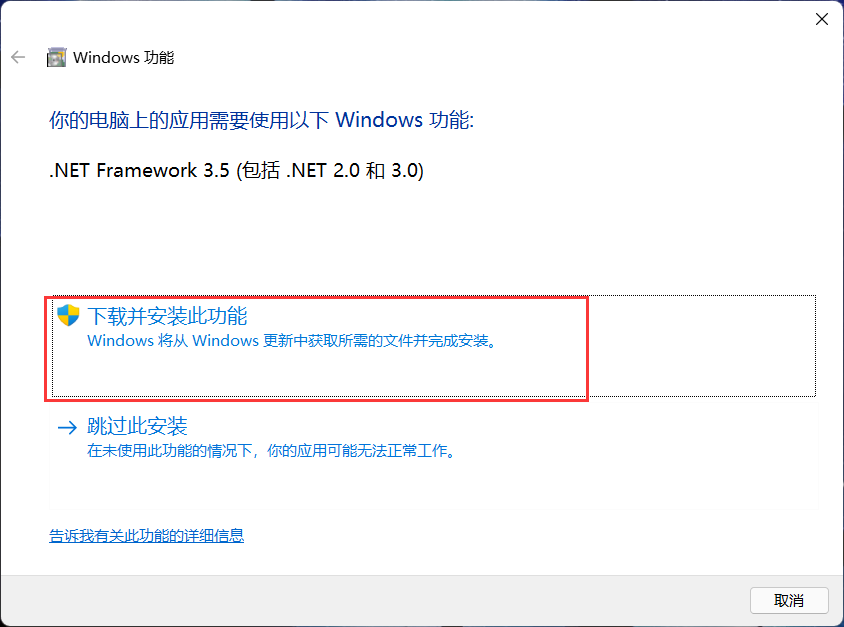 Windows 功能
你的电脑上的应用需要使用以下 Windows 功能:
.NET Framework 3.5 (包括 .NET 2.0 和 3.0)
下载并安装此功能
Windows 将从 Windows 更新中获取所需的文件并完成安装。
跳过此安装
在未使用此功能的情况下，你的应用可能无法正常工作。
告诉我有关此功能的详细信息
取消